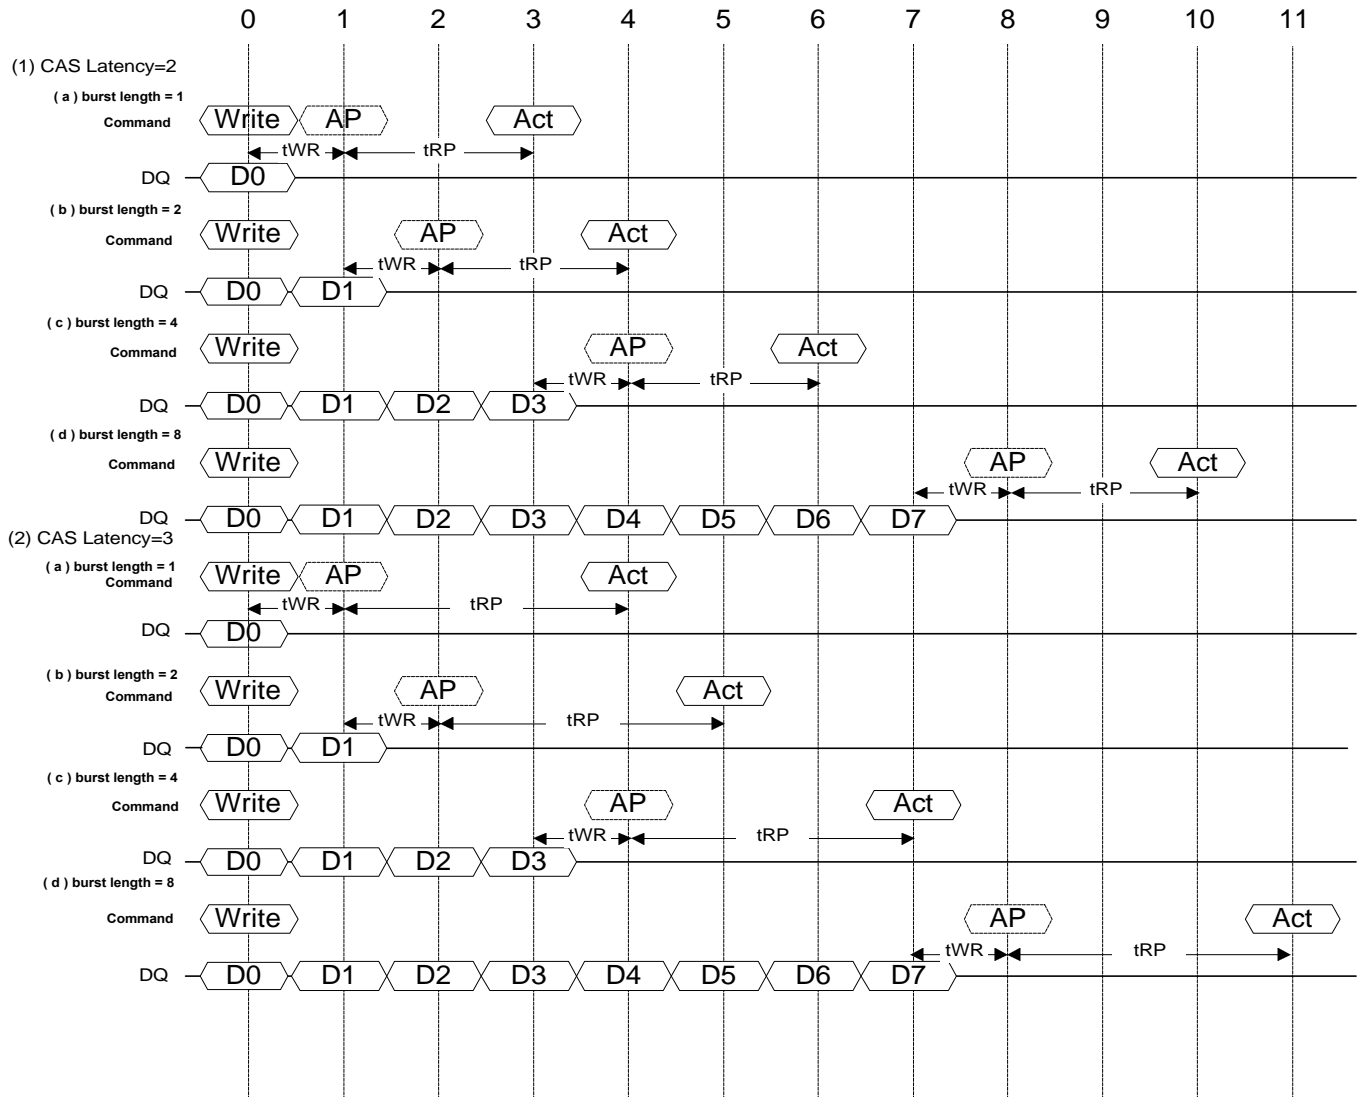 0 1 2 3 4 5 6 7 8 9 10 11
(1) CAS Latency=2
( a ) burst length = 1
Command Write AP Act
tWR tRP
DQ D0
( b ) burst length = 2
Command Write AP Act
tWR tRP
DQ D0 D1
( c ) burst length = 4
Command Write AP Act
tWR tRP
DQ D0 D1 D2 D3
( d ) burst length = 8
Command Write AP Act
tWR tRP
DQ D0 D1 D2 D3 D4 D5 D6 D7
(2) CAS Latency=3
( a ) burst length = 1
Command Write AP Act
tWR tRP
DQ D0
( b ) burst length = 2
Command Write AP Act
tWR tRP
DQ D0 D1
( c ) burst length = 4
Command Write AP Act
tWR tRP
DQ D0 D1 D2 D3
( d ) burst length = 8
Command Write AP Act
tWR tRP
DQ D0 D1 D2 D3 D4 D5 D6 D7